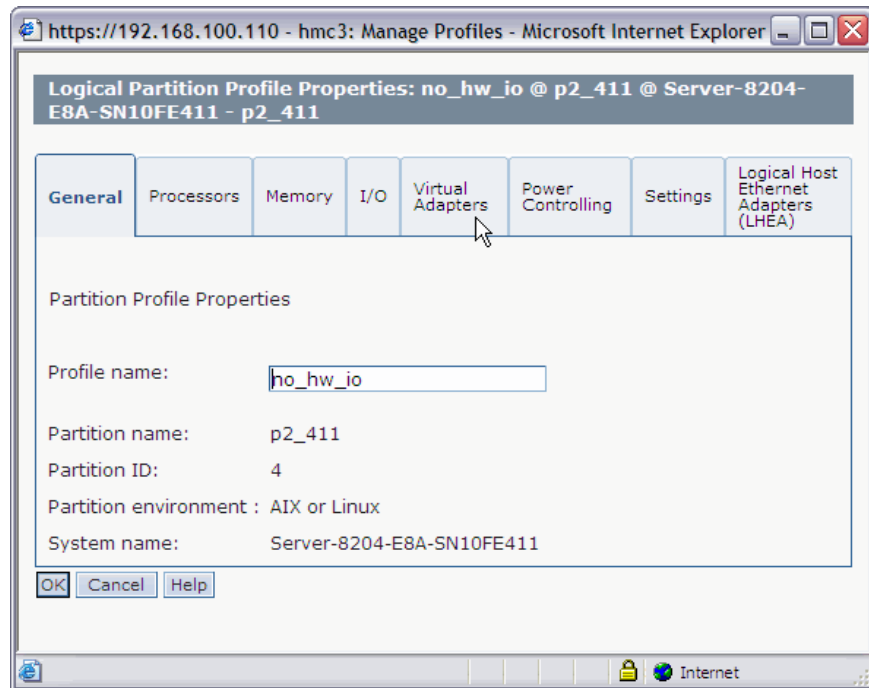 https://192.168.100.110 - hmc3: Manage Profiles - Microsoft Internet Explorer
Logical Partition Profile Properties: no_hw_io @ p2_411 @ Server-8204-
E8A-SN10FE411 - p2_411
General
Processors
Memory
I/O
Virtual
Adapters
Power
Controlling
Settings
Logical Host
Ethernet
Adapters
(LHEA)
Partition Profile Properties
Profile name: no_hw_io
Partition name: p2_411
Partition ID: 4
Partition environment : AIX or Linux
System name: Server-8204-E8A-SN10FE411
OK Cancel Help
Internet